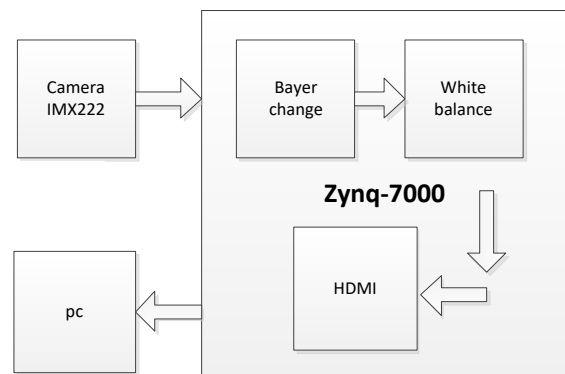 Camera
IMX222
Bayer
change
White
balance
Zynq-7000
HDMI
pc